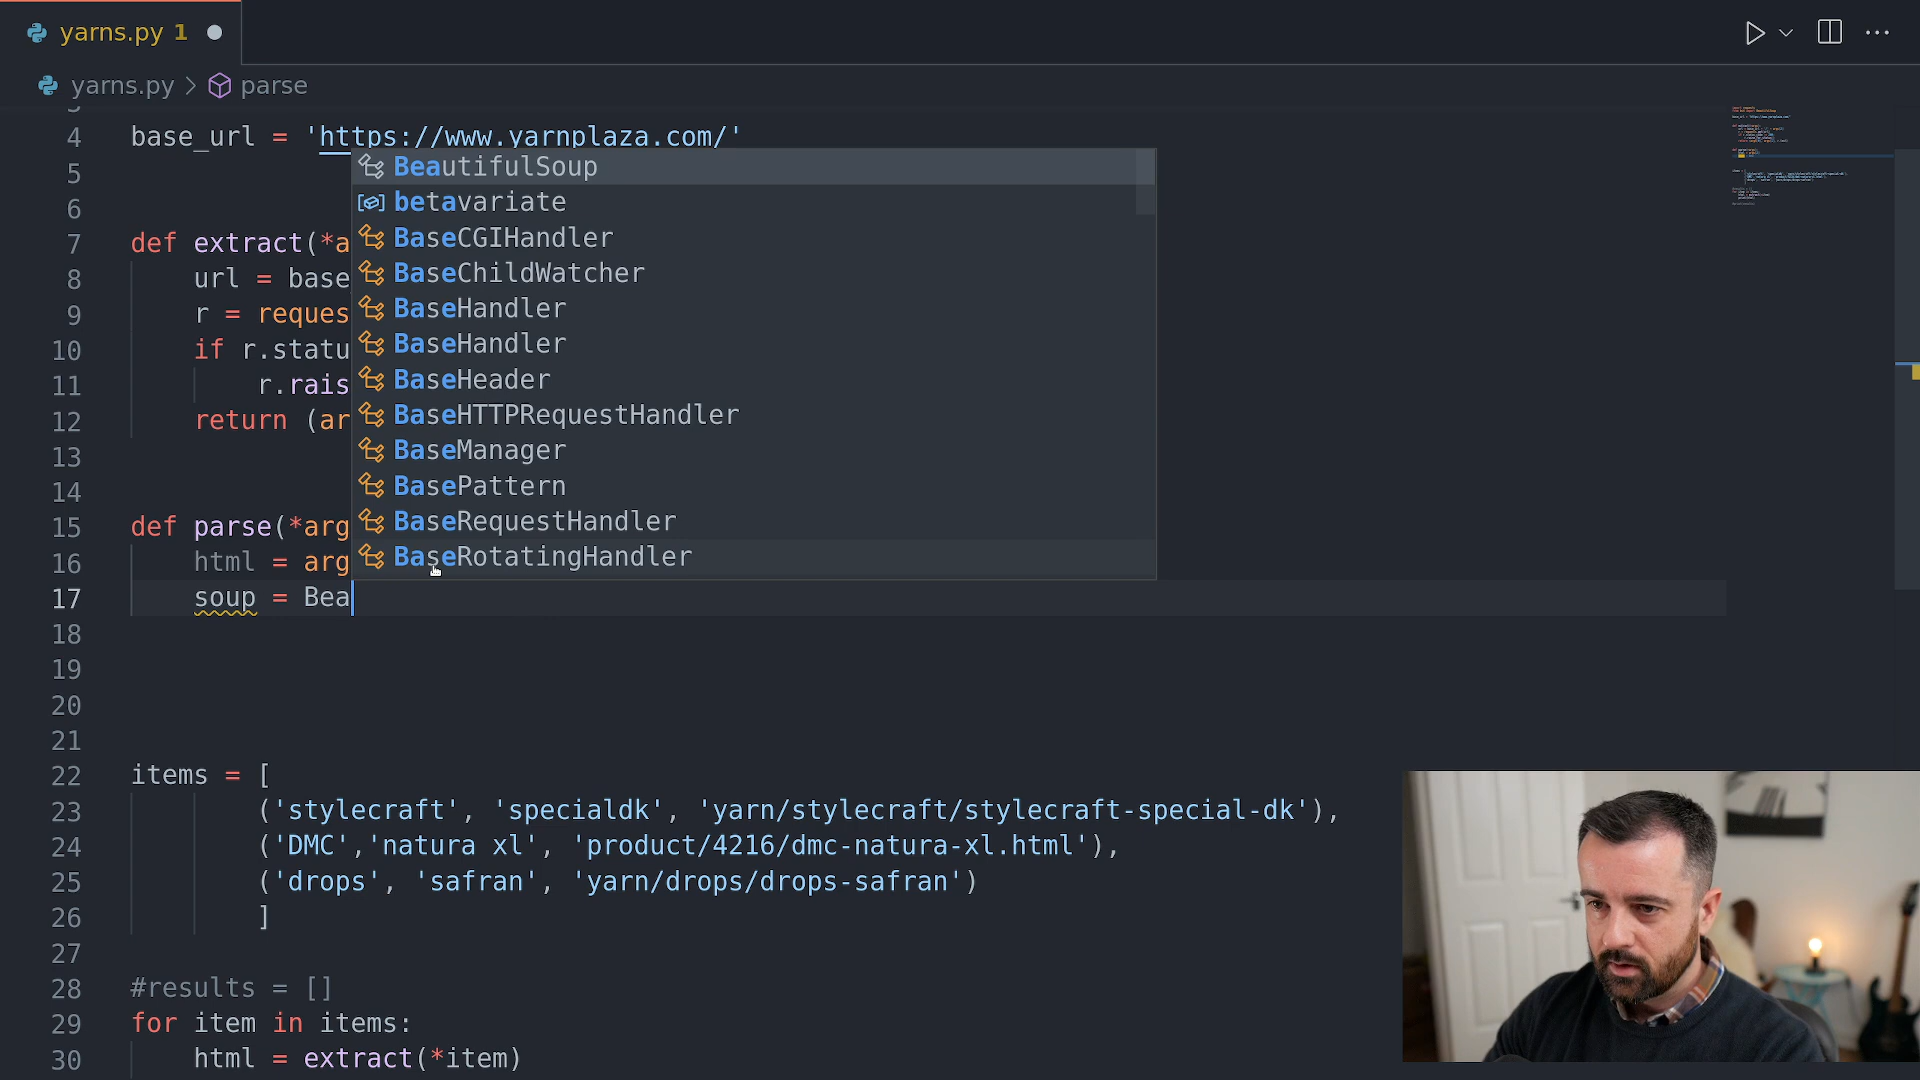 yarns.py 1
yarns.py > parse
3
4 base_url = 'https://www.yarnplaza.com/'
5
6
7 def extract(*a
8 url = base
9 r = reques
10 if r.statu
11 r.rais
12 return (ar
13
14
15 def parse(*arg
16 html = arg
17 soup = Bea
BeautifulSoup
betavariate
BaseCGIHandler
BaseChildWatcher
BaseHandler
BaseHandler
BaseHeader
BaseHTTPRequestHandler
BaseManager
BasePattern
BaseRequestHandler
BaseRotatingHandler
18
19
20
21
22 items = [
23 ('stylecraft', 'specialdk', 'yarn/stylecraft/stylecraft-special-dk'),
24 ('DMC','natura xl', 'product/4216/dmc-natura-xl.html'),
25 ('drops', 'safran', 'yarn/drops/drops-safran')
26 ]
27
28 #results = []
29 for item in items:
30 html = extract(*item)